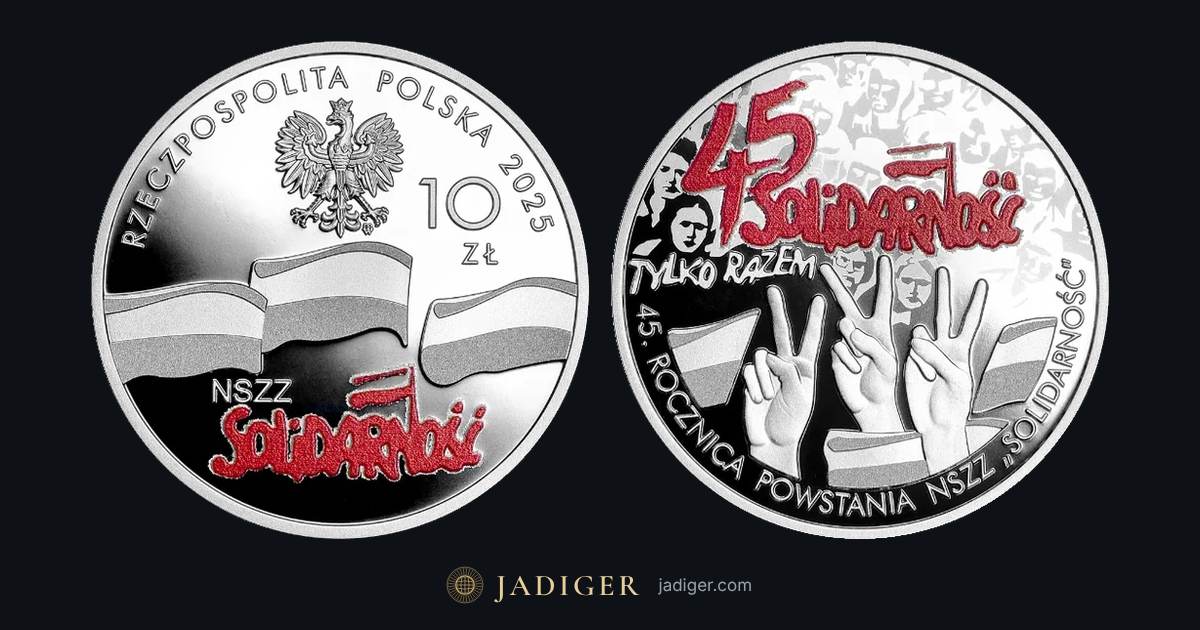 RZECZPOSPOLITA POLSKA 2025
10
ZŁ
NSZZ
SOLiDARNOŚĆ
45
SOLiDARNOŚĆ
TYLKO RAZEM
45. ROCZNICA POWSTANIA NSZZ „SOLIDARNOŚĆ"
JADIGER jadiger.com